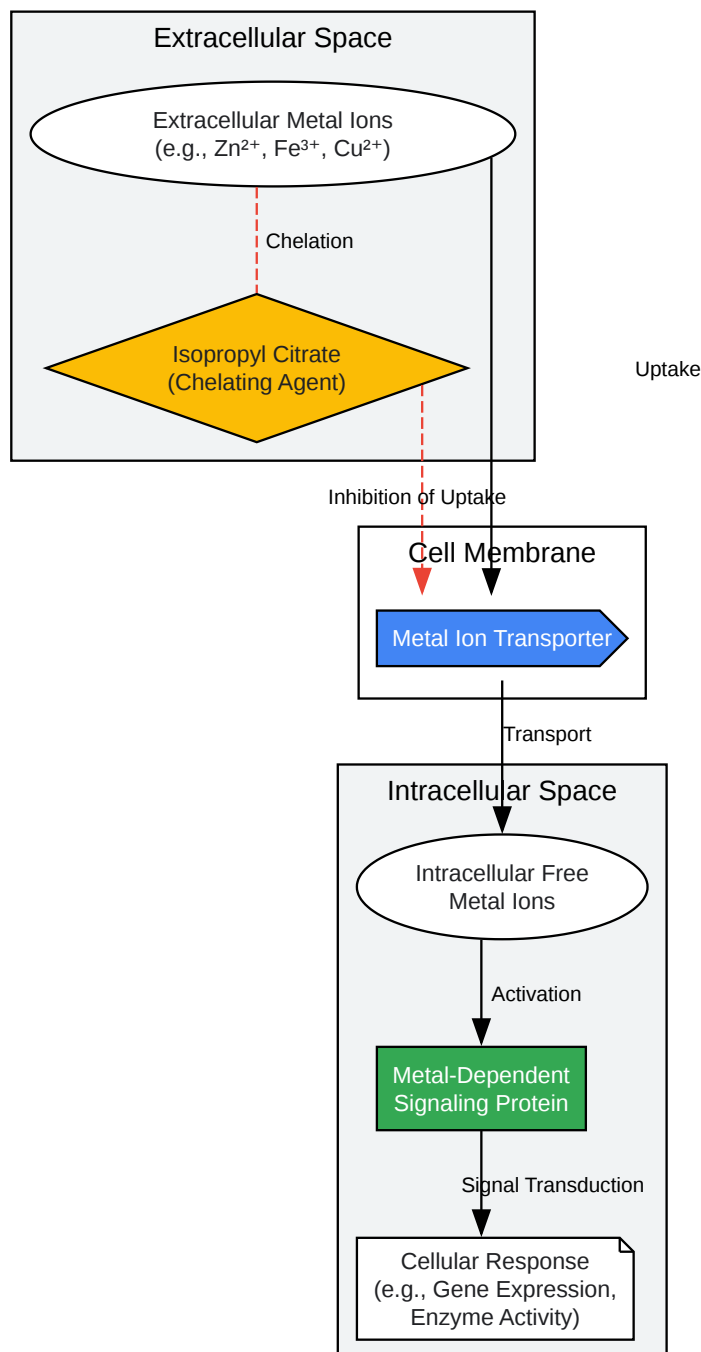 Extracellular Space
Extracellular Metal Ions
(e.g., Zn²⁺, Fe³⁺, Cu²⁺)
Chelation
Isopropyl Citrate
(Chelating Agent)
Uptake
Inhibition of Uptake
Cell Membrane
Metal Ion Transporter
Transport
Intracellular Space
Intracellular Free
Metal Ions
Activation
Metal-Dependent
Signaling Protein
Signal Transduction
Cellular Response
(e.g., Gene Expression,
Enzyme Activity)